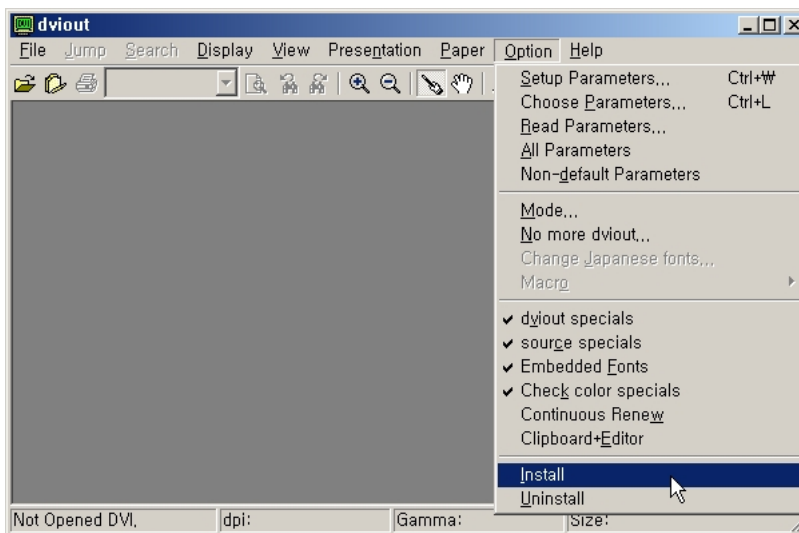 dviout
File Jump Search Display View Presentation Paper Option Help
Setup Parameters... Ctrl+₩
Choose Parameters... Ctrl+L
Read Parameters...
All Parameters
Non-default Parameters
Mode...
No more dviout...
Change Japanese fonts...
Macro
dviout specials
source specials
Embedded Fonts
Check color specials
Continuous Renew
Clipboard+Editor
Install
Uninstall
Not Opened DVI, dpi: Gamma: Size: